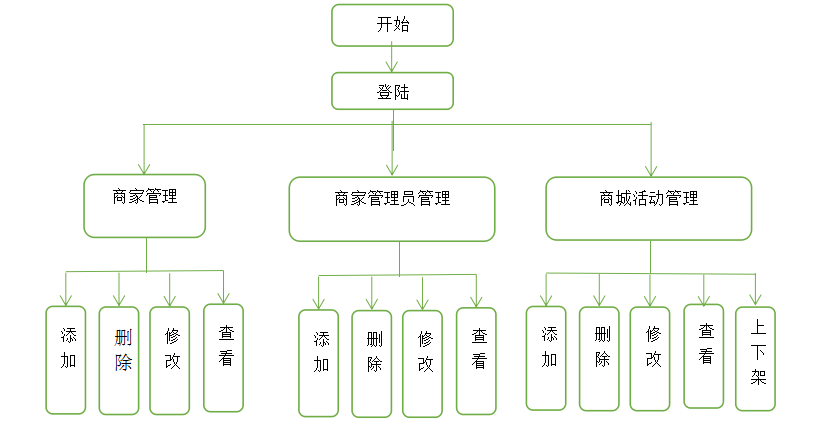 开始
登陆
商家管理
商家管理员管理
商城活动管理
添加
删除
修改
查看
添加
删除
修改
查看
添加
删除
修改
查看
上下架